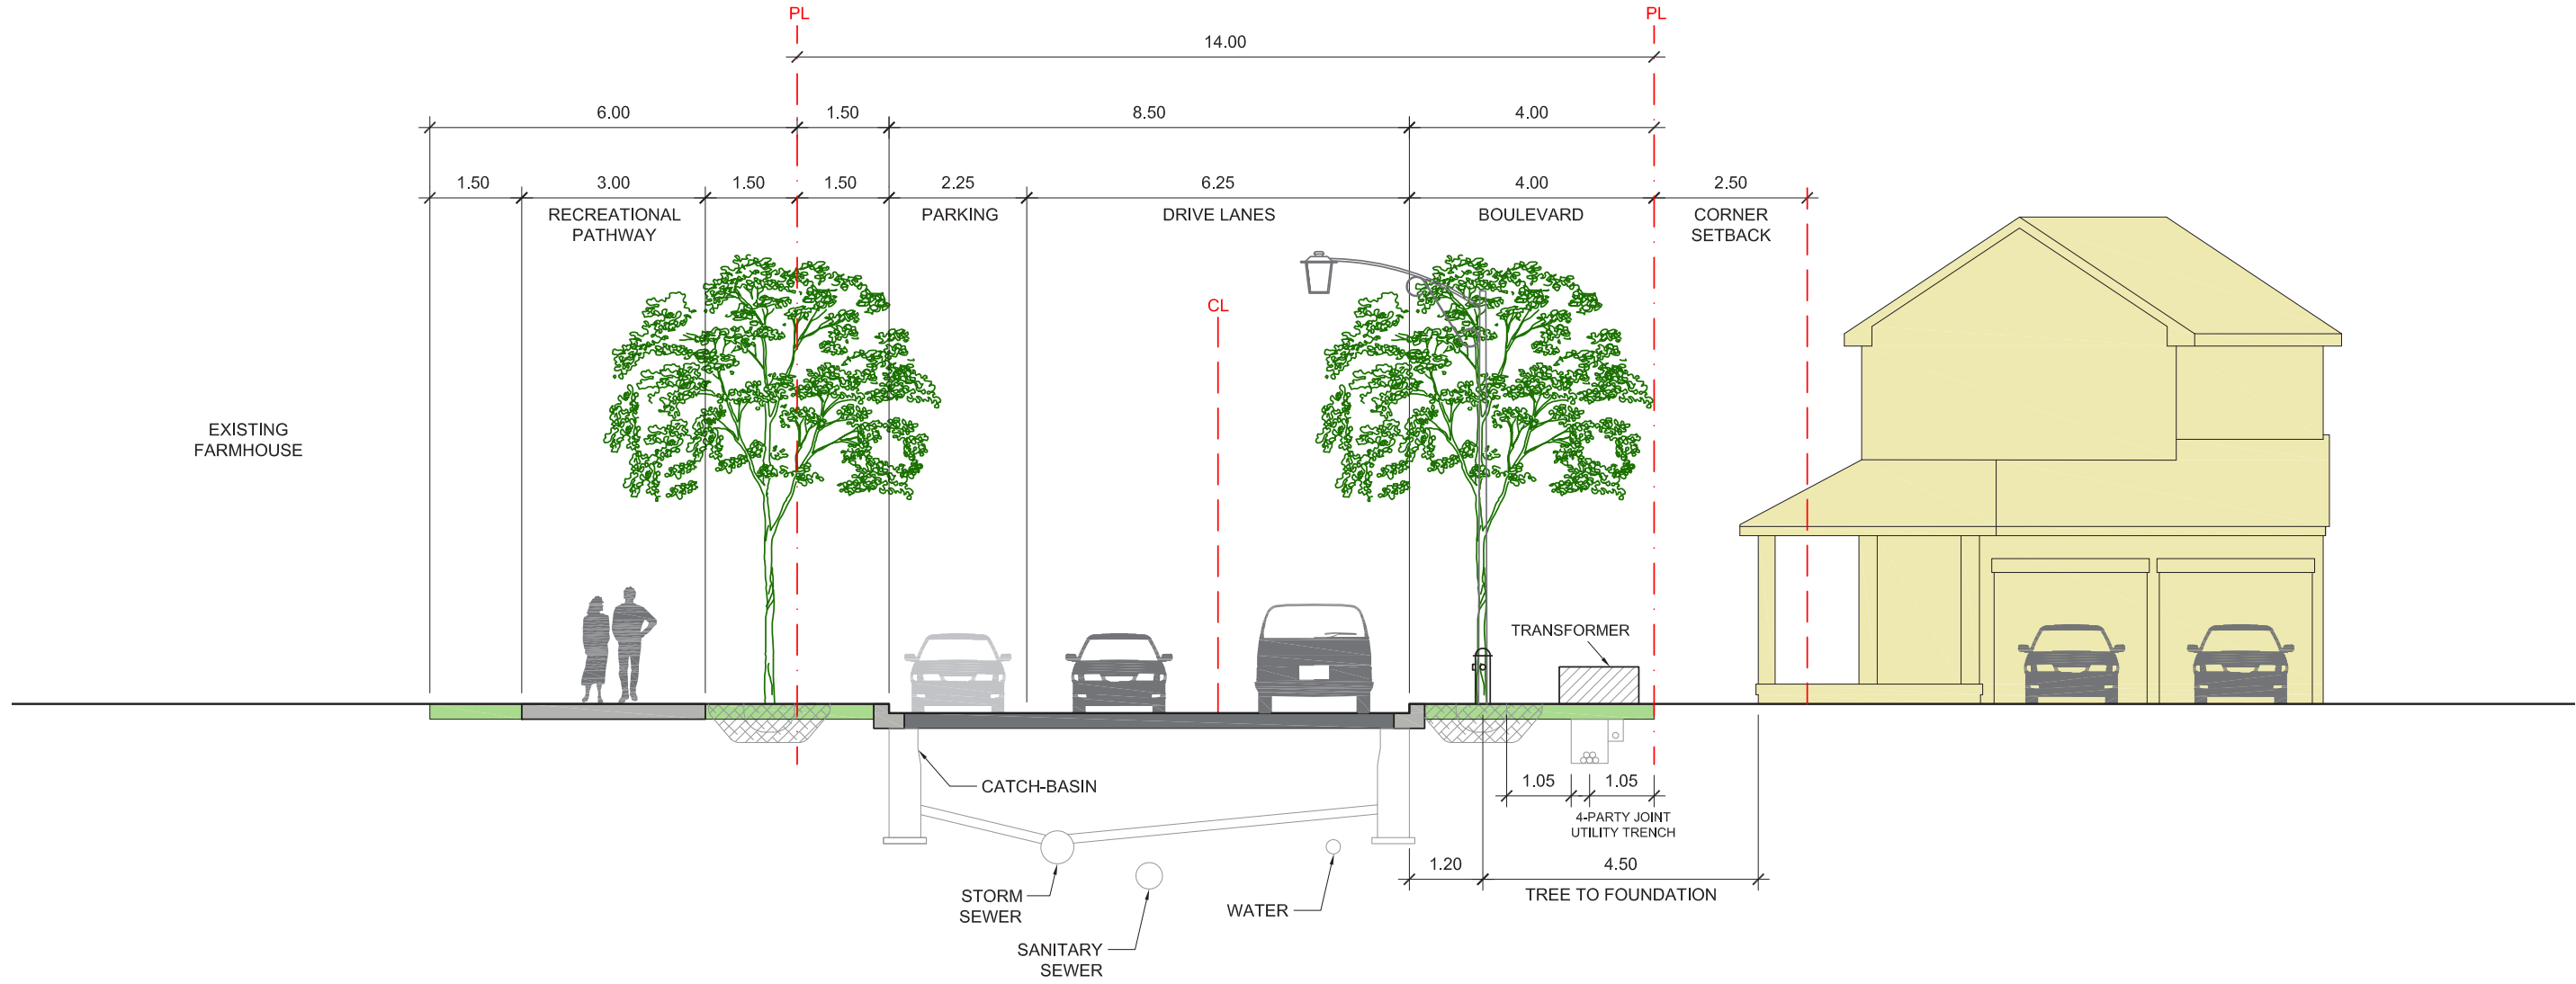 PL
PL
14.00
6.00
1.50
8.50
4.00
1.50
3.00
1.50
1.50
2.25
6.25
4.00
2.50
RECREATIONAL
PATHWAY
PARKING
DRIVE LANES
BOULEVARD
CORNER
SETBACK
CL
EXISTING
FARMHOUSE
TRANSFORMER
CATCH-BASIN
1.05
1.05
4-PARTY JOINT
UTILITY TRENCH
1.20
4.50
TREE TO FOUNDATION
STORM
SEWER
WATER
SANITARY
SEWER